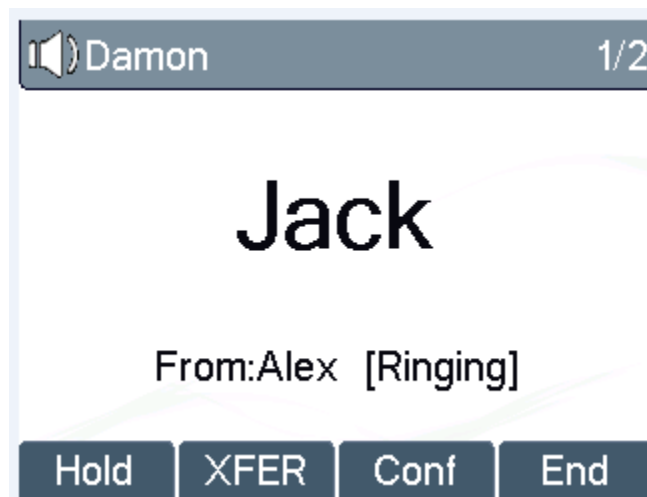 Damon 1/2
Jack
From:Alex [Ringing]
Hold XFER Conf End